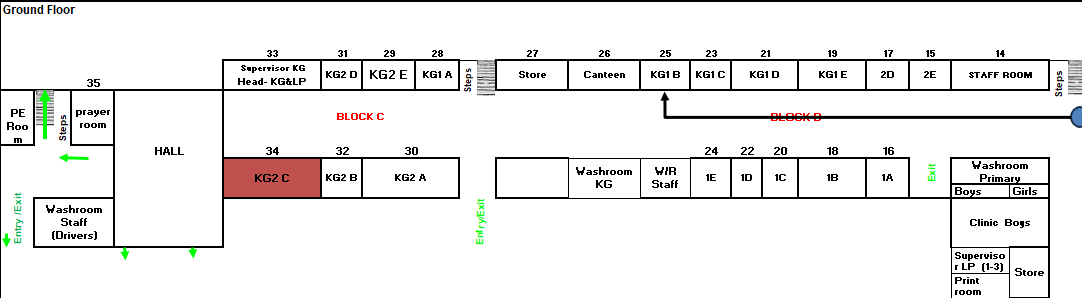 Ground Floor
33 31 29 28 27 26 25 23 21 19 17 15 14
Supervisor KG
Head- KG&LP
KG2 D
KG2 E
KG1 A
Steps
Store
Canteen
KG1 B
KG1 C
KG1 D
KG1 E
2D
2E
STAFF ROOM
Steps
35
PE
Roo
m
Steps
prayer
room
HALL
BLOCK C
BLOCK B
34 32 30 24 22 20 18 16
KG2 C
KG2 B
KG2 A
Washroom
KG
W/R
Staff
1E
1D
1C
1B
1A
Exit
Washroom
Primary
Boys
Girls
Entry /Exit
Washroom
Staff
(Drivers)
Entry/Exit
Clinic Boys
Superviso
r LP (1-3)
Print
room
Store